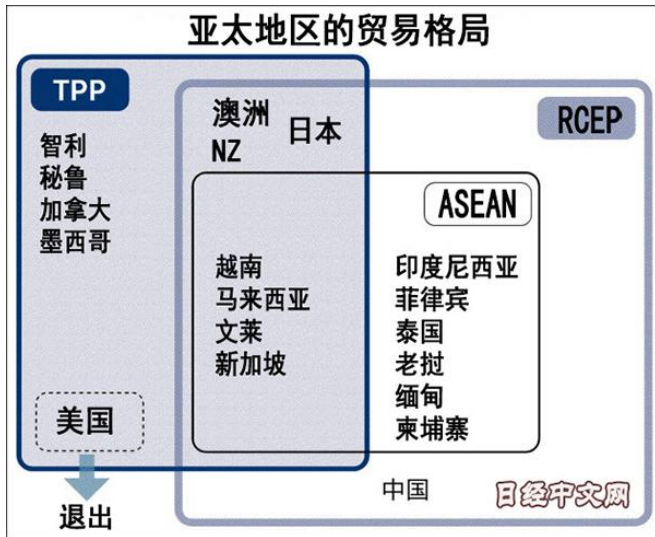 亚太地区的贸易格局
TPP
智利
秘鲁
加拿大
墨西哥
美国
退出
澳洲
NZ
日本
RCEP
ASEAN
越南
马来西亚
文莱
新加坡
印度尼西亚
菲律宾
泰国
老挝
缅甸
柬埔寨
中国
日经中文网